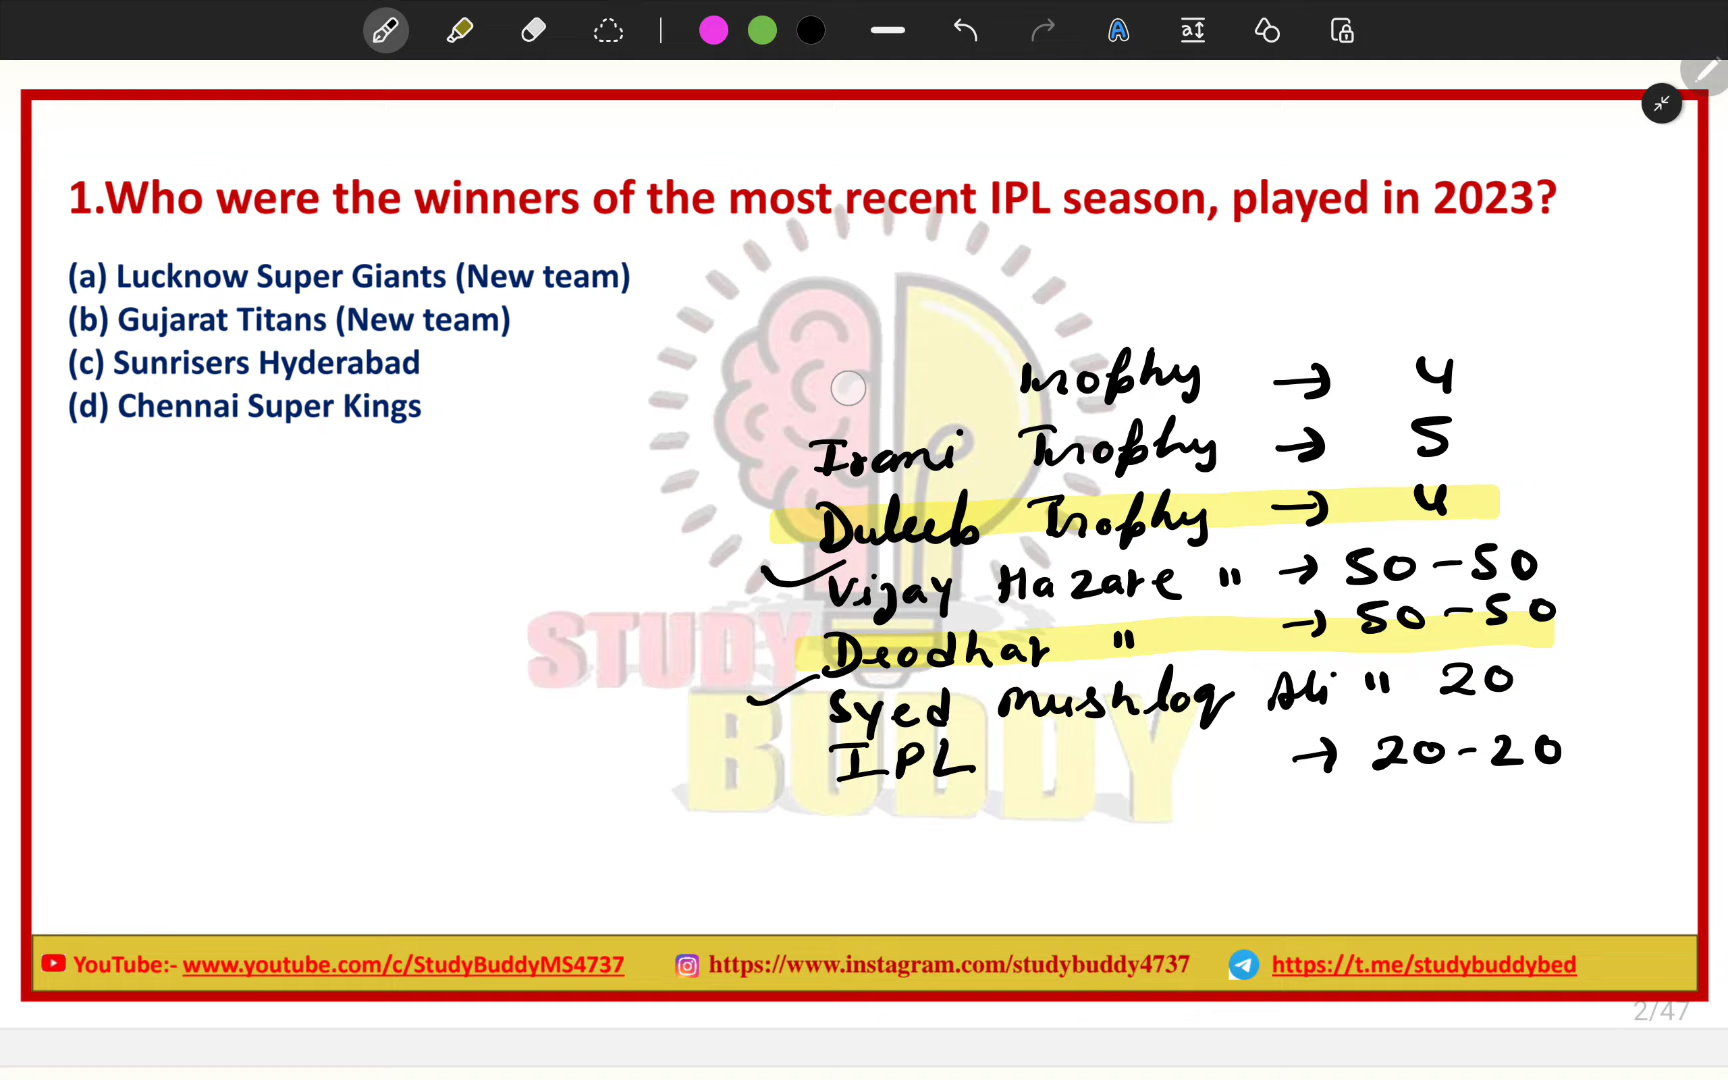 1.Who were the winners of the most recent IPL season, played in 2023?
(a) Lucknow Super Giants (New team)
(b) Gujarat Titans (New team)
(c) Sunrisers Hyderabad
(d) Chennai Super Kings
Trophy → 4
Irani Trophy → 5
Duleeb Trophy → 4
Vijay Hazare " → 50-50
Deodhar " → 50-50
Syed Mushloq Ali " 20
IPL → 20-20
STUDY
BUDDY
YouTube:- www.youtube.com/c/StudyBuddyMS4737 https://www.instagram.com/studybuddy4737 https://t.me/studybuddybed
2/47